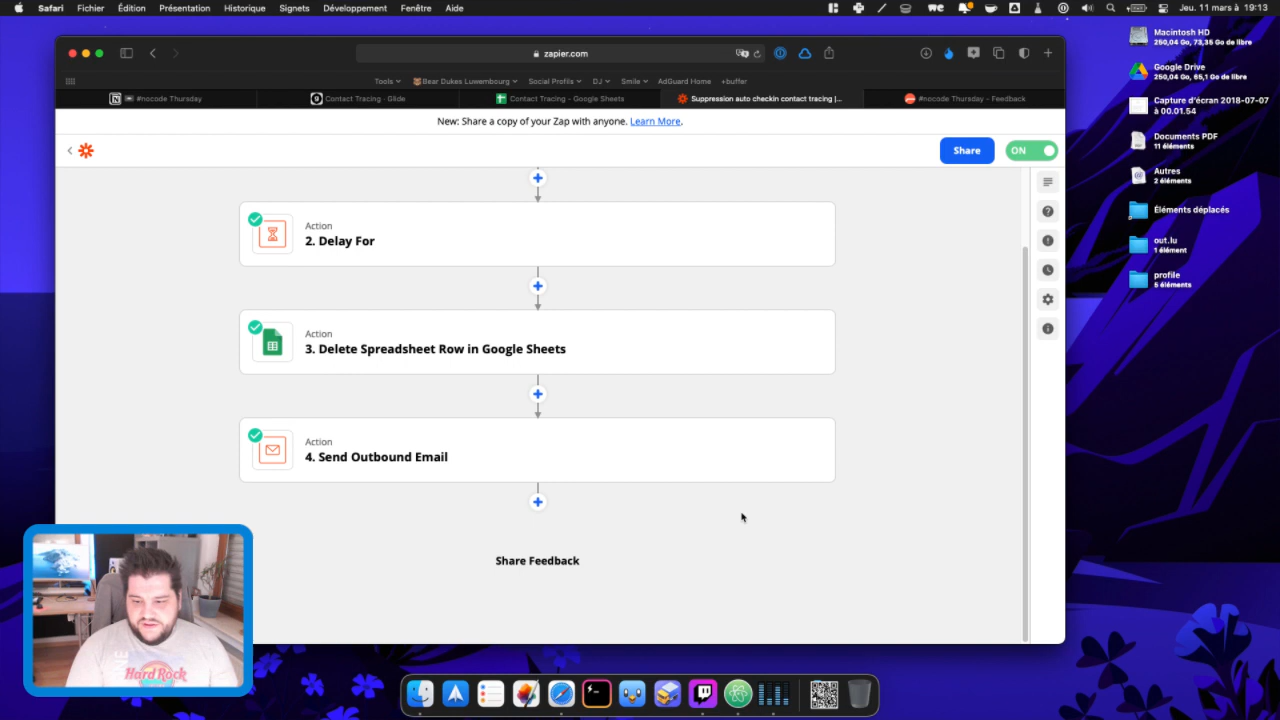 Safari Fichier Édition Présentation Historique Signets Développement Fenêtre Aide
Jeu. 11 mars à 19:13
zapier.com
Tools
Bear Dukes Luxembourg
Social Profils
DJ
Smile
AdGuard Home
+buffer
#nocode Thursday
Contact Tracing - Glide
Contact Tracing - Google Sheets
Suppression auto checkin contact tracing |...
#nocode Thursday - Feedback
New: Share a copy of your Zap with anyone. Learn More.
Share
ON
Action
2. Delay For
Action
3. Delete Spreadsheet Row in Google Sheets
Action
4. Send Outbound Email
Share Feedback
Macintosh HD
250,04 Go, 73,35 Go de libre
Google Drive
250,04 Go, 65,1 Go de libre
Capture d'écran 2018-07-07
à 00.01.54
Documents PDF
11 éléments
Autres
2 éléments
Éléments déplacés
out.lu
1 élément
profile
5 éléments
Hard Rock